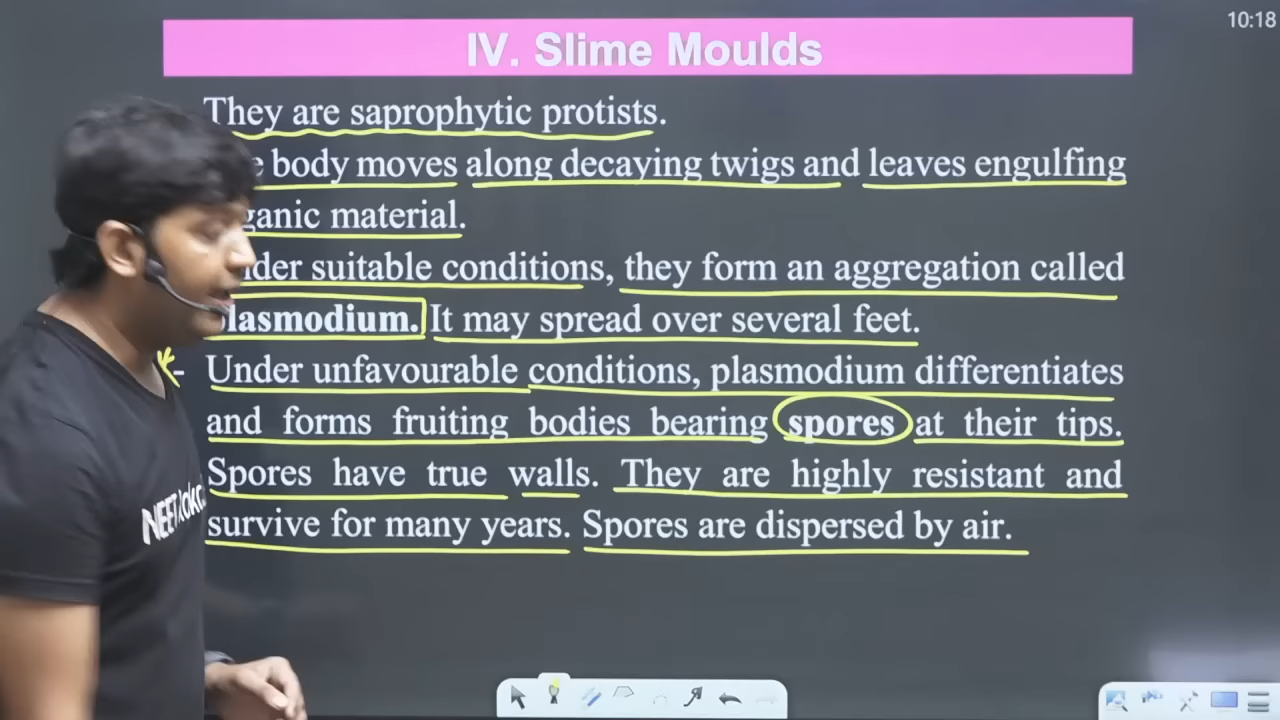 10:18
IV. Slime Moulds
They are saprophytic protists.
body moves along decaying twigs and leaves engulfing
material.
suitable conditions, they form an aggregation called
It may spread over several feet.
- Under unfavourable conditions, plasmodium differentiates
and forms fruiting bodies bearing spores at their tips.
Spores have true walls. They are highly resistant and
survive for many years. Spores are dispersed by air.
NEET